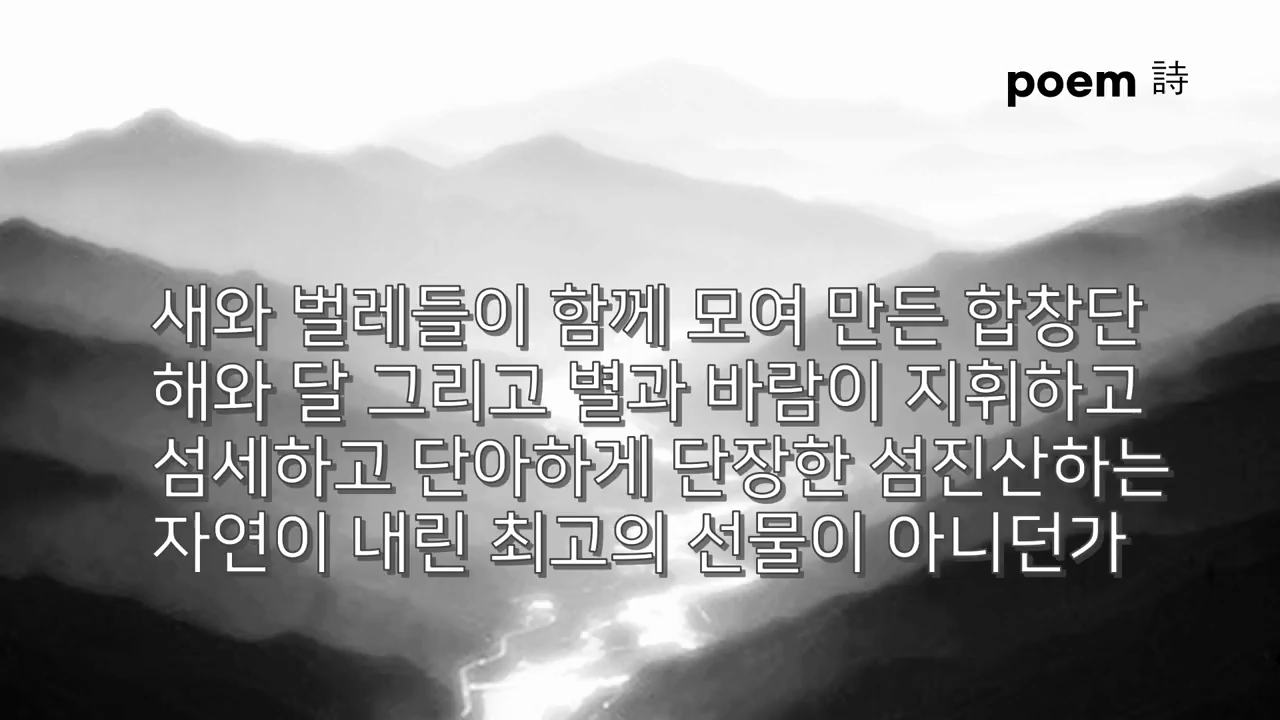 poem 詩
새와 벌레들이 함께 모여 만든 합창단
해와 달 그리고 별과 바람이 지휘하고
섬세하고 단아하게 단장한 섬진산하는
자연이 내린 최고의 선물이 아니던가